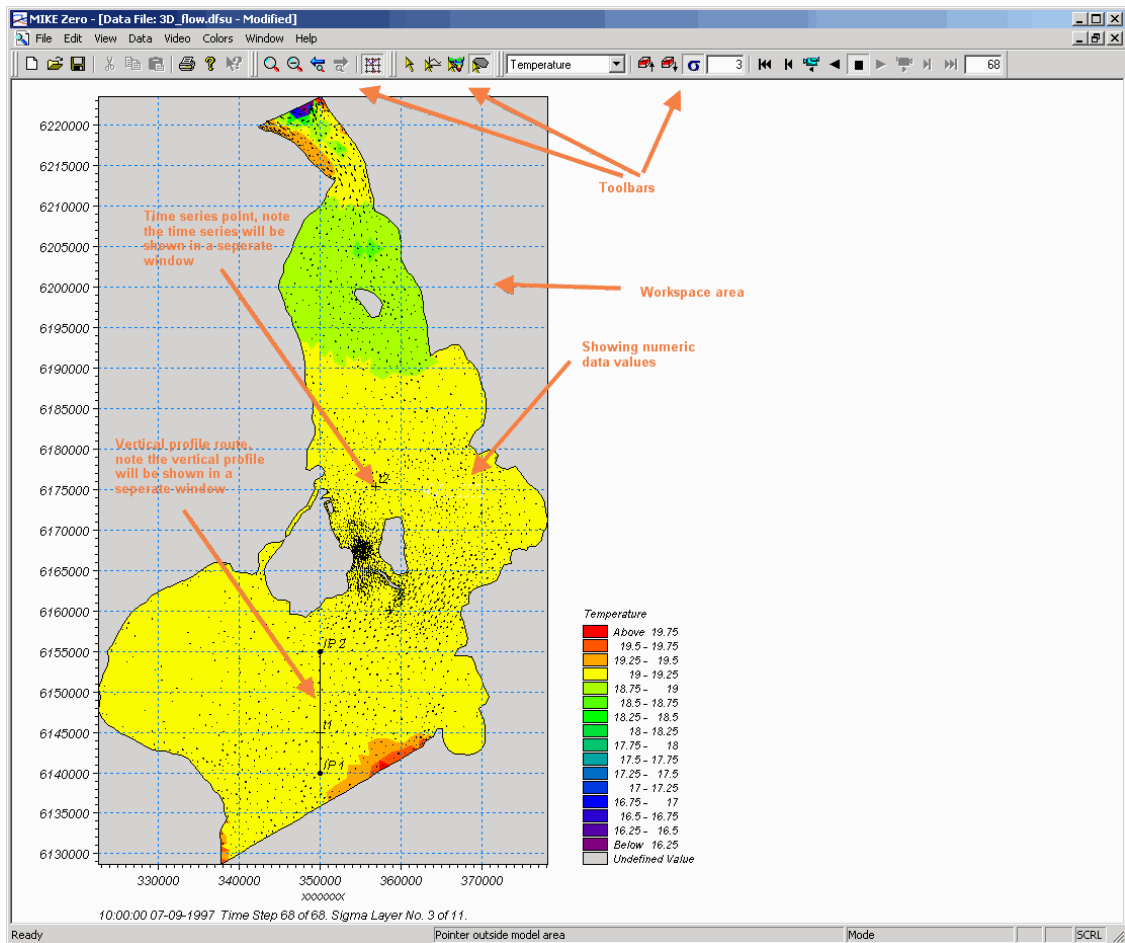 MIKE Zero - [Data File: 3D_flow.dfsu - Modified]
File Edit View Data Video Colors Window Help
Temperature
3
68
6220000
6215000
6210000
6205000
6200000
6195000
6190000
6185000
6180000
6175000
6170000
6165000
6160000
6155000
6150000
6145000
6140000
6135000
6130000
Toolbars
Time series point, note
the time series will be
shown in a seperate
window
Workspace area
Showing numeric
data values
Vertical profile route,
note the vertical profile
will be shown in a
seperate window
t2
IP 2
t1
IP 1
330000 340000 350000 360000 370000
xxxxxxx
10:00:00 07-09-1997 Time Step 68 of 68. Sigma Layer No. 3 of 11.
Temperature
Above 19.75
19.5 - 19.75
19.25 - 19.5
19 - 19.25
18.75 - 19
18.5 - 18.75
18.25 - 18.5
18 - 18.25
17.75 - 18
17.5 - 17.75
17.25 - 17.5
17 - 17.25
16.75 - 17
16.5 - 16.75
16.25 - 16.5
Below 16.25
Undefined Value
Ready
Pointer outside model area
Mode
SCRL